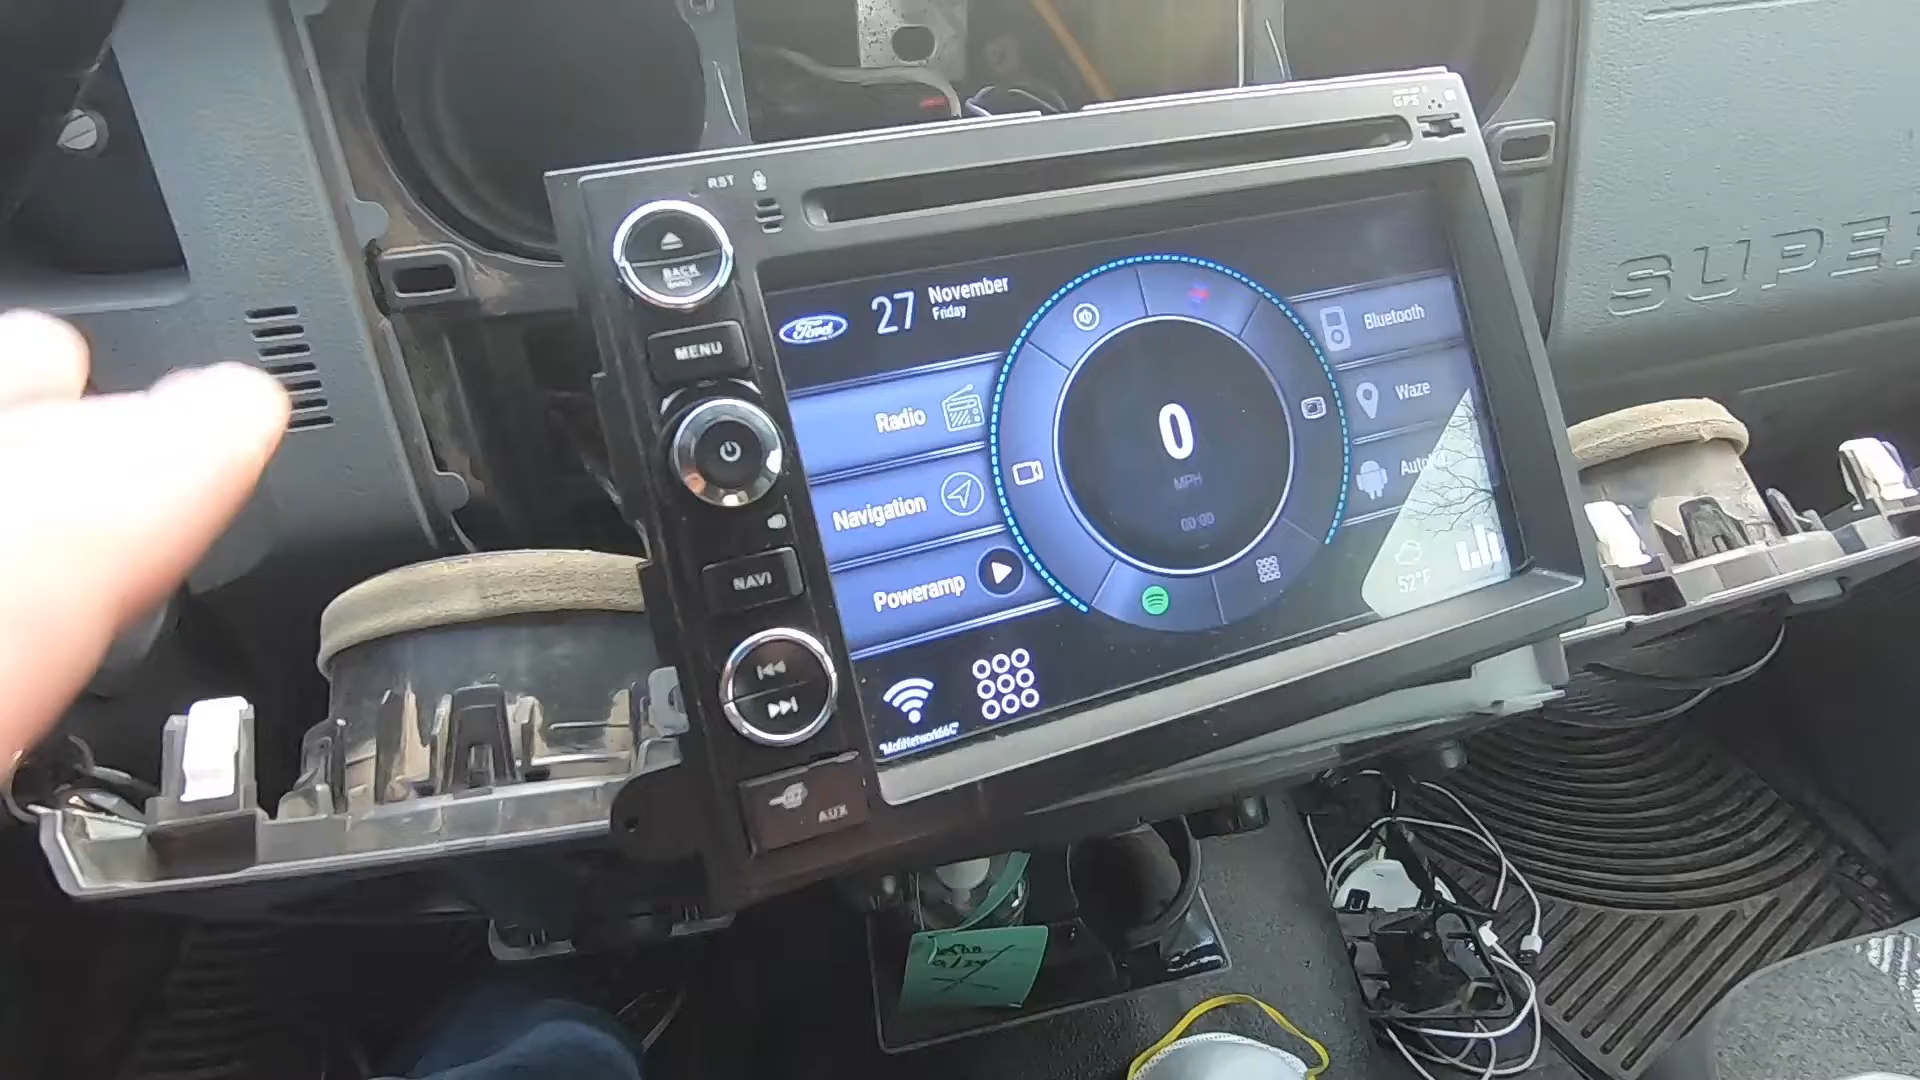 GPS
RST
BACK
MENU
NAVI
AUX
Ford
27
November
Friday
Radio
Navigation
Poweramp
0
MPH
00:00
Bluetooth
Waze
52°F
SUPER